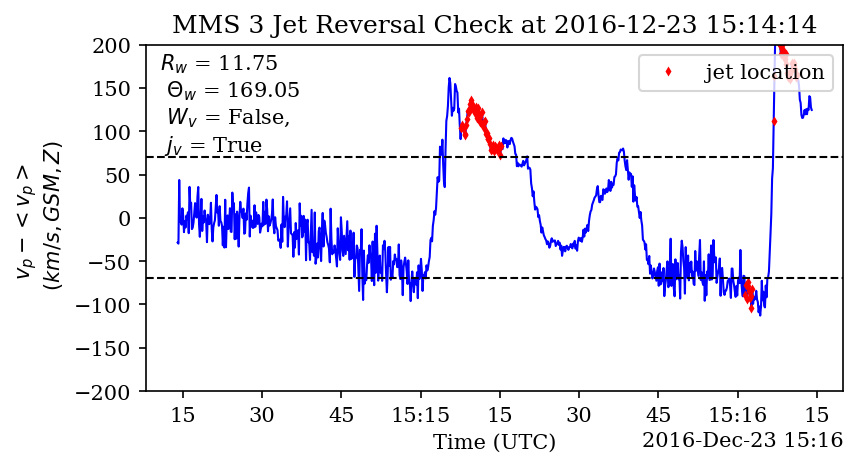 MMS 3 Jet Reversal Check at 2016-12-23 15:14:14
R_w = 11.75
Θ_w = 169.05
W_v = False,
j_v = True
jet location
v_p − < v_p >
(km/s, GSM, Z)
200
150
100
50
0
−50
−100
−150
−200
15 30 45 15:15 15 30 45 15:16 15
Time (UTC)
2016-Dec-23 15:16